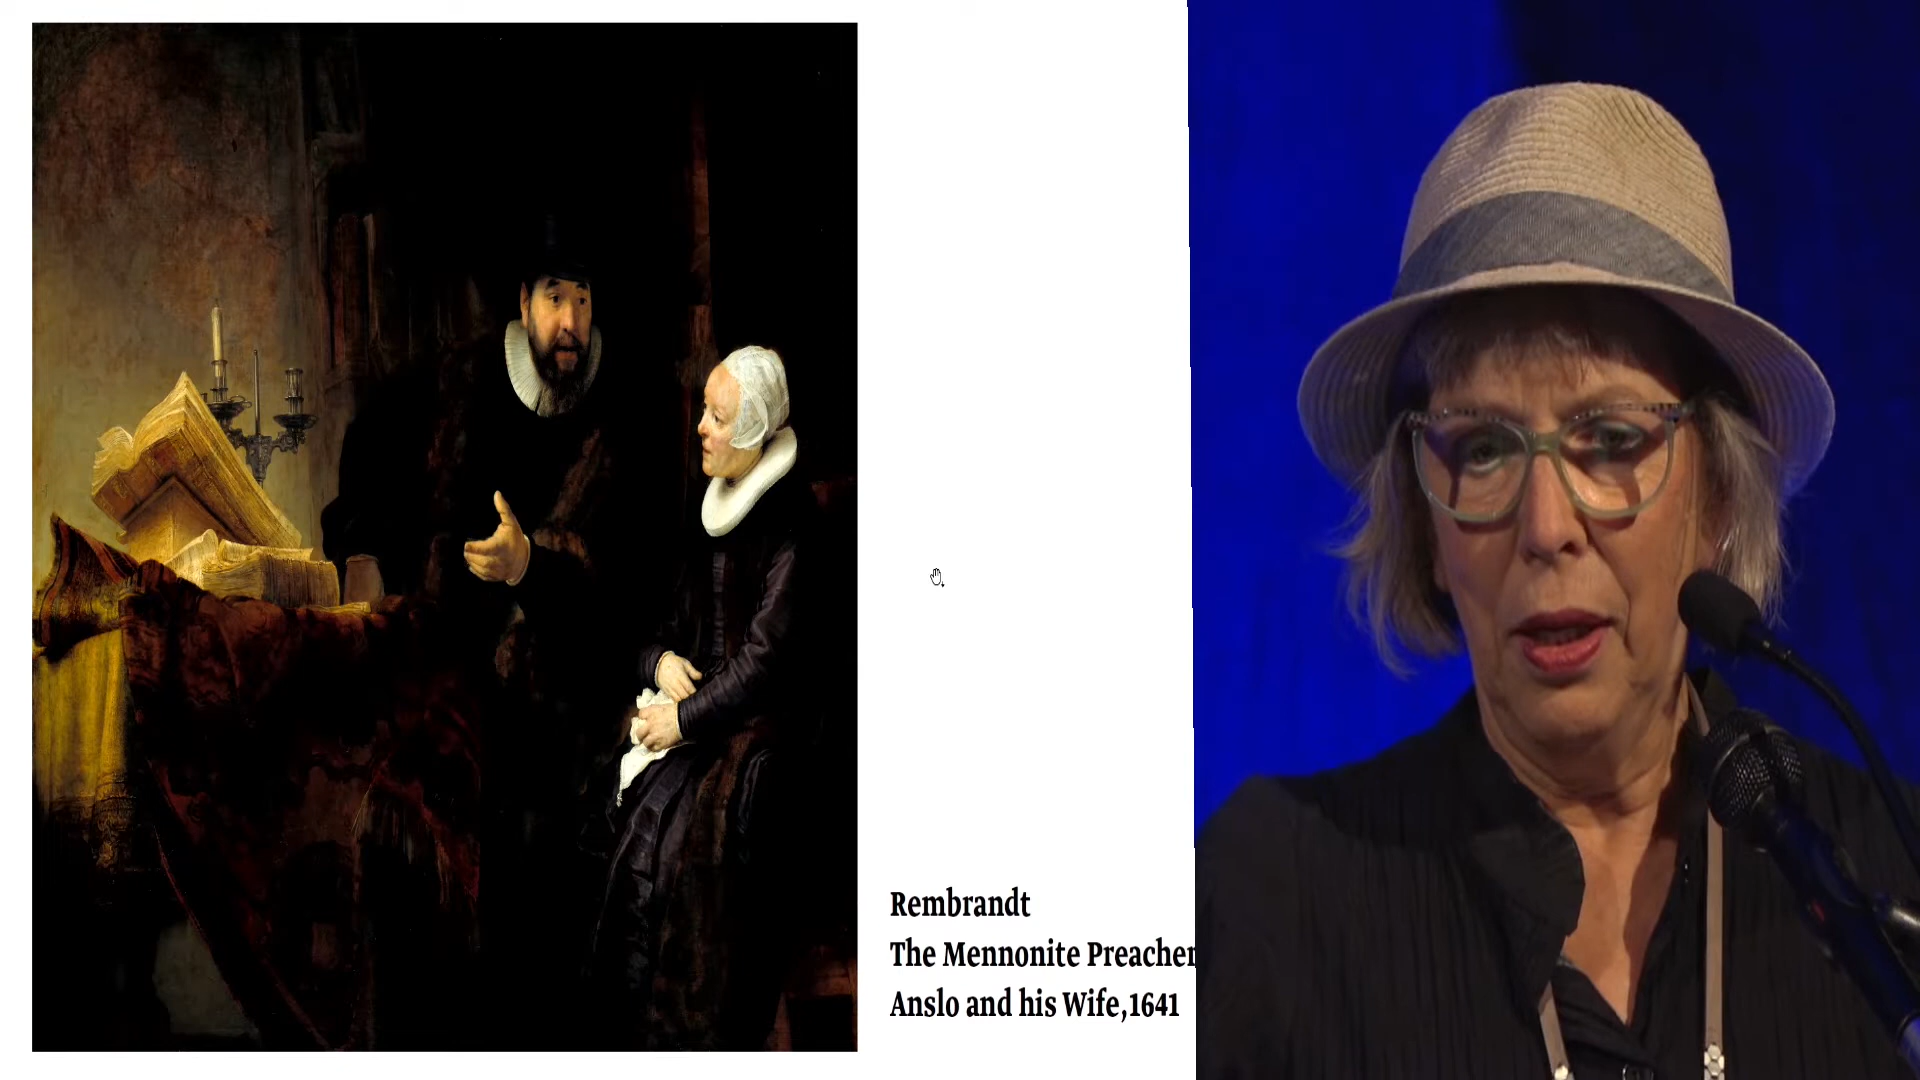 Rembrandt
The Mennonite Preacher
Anslo and his Wife,1641